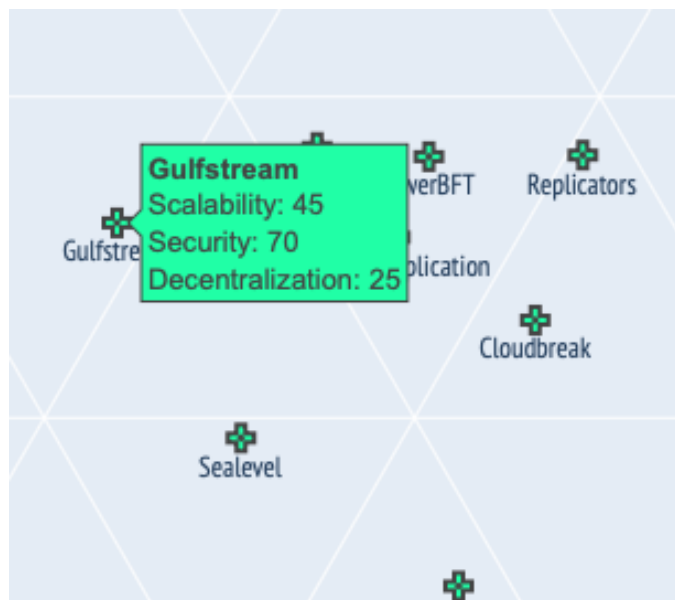 Gulfstream
Scalability: 45
Security: 70
Decentralization: 25
verBFT
Replicators
Gulfstre
plication
Cloudbreak
Sealevel